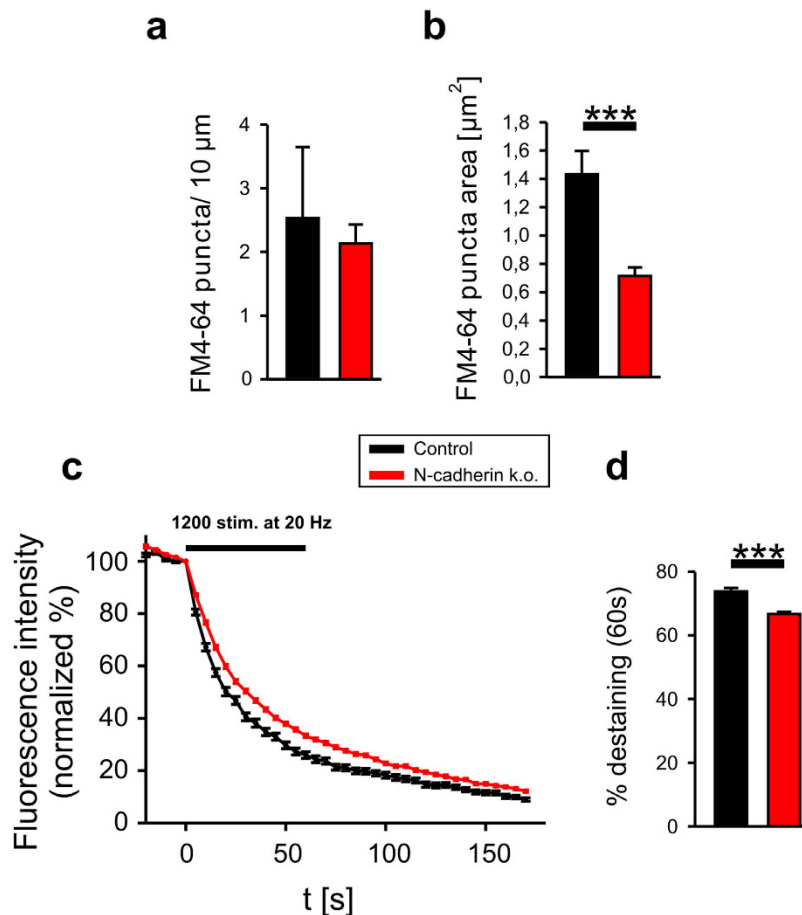 a
FM4-64 puncta/ 10 µm
4
3
2
1
0
b
FM4-64 puncta area [µm²]
***
1,8
1,6
1,4
1,2
1,0
0,8
0,6
0,4
0,2
0,0
Control
N-cadherin k.o.
c
1200 stim. at 20 Hz
Fluorescence intensity
(normalized %)
100
80
60
40
20
0
0 50 100 150
t [s]
d
***
% destaining (60s)
80
60
40
20
0